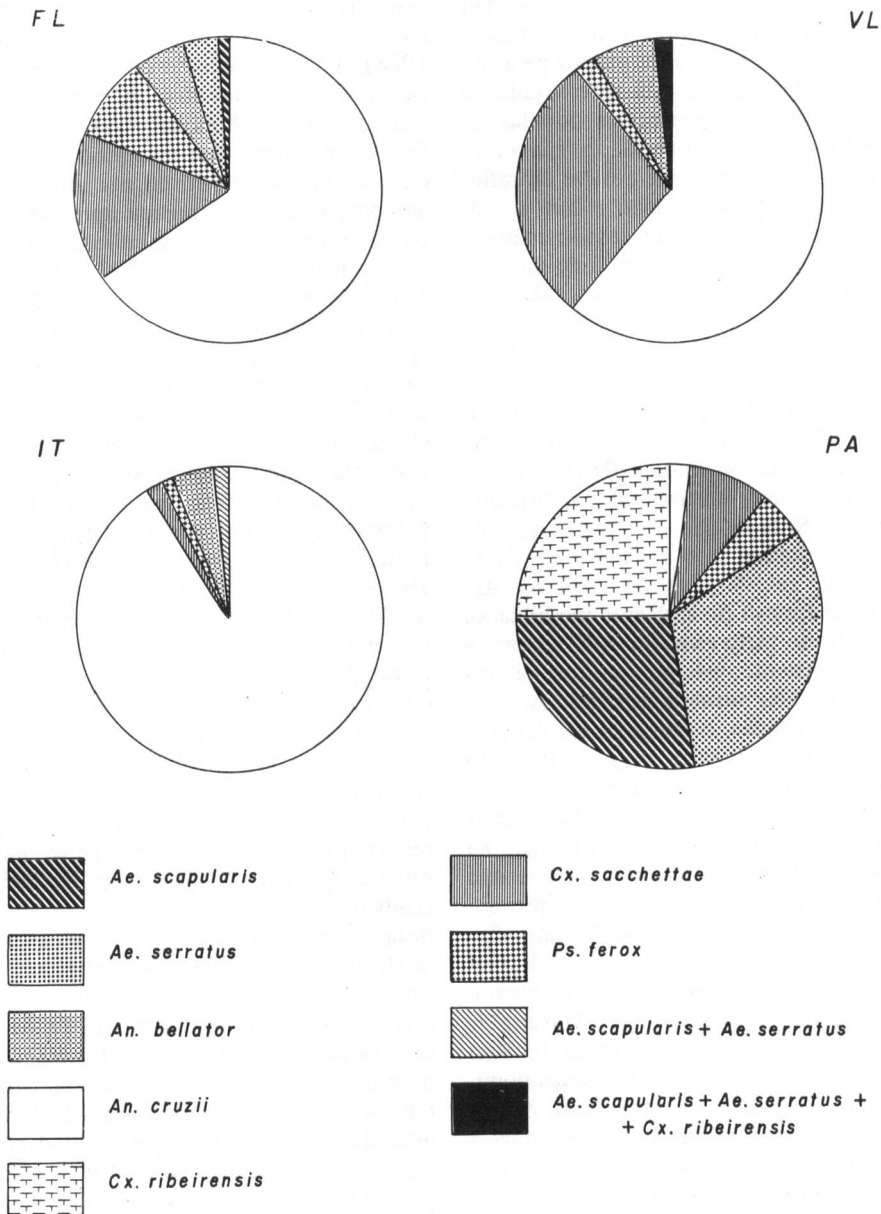 FL
VL
IT
PA
Ae. scapularis
Ae. serratus
An. bellator
An. cruzii
Cx. ribeirensis
Cx. sacchettae
Ps. ferox
Ae. scapularis + Ae. serratus
Ae. scapularis + Ae. serratus +
+ Cx. ribeirensis